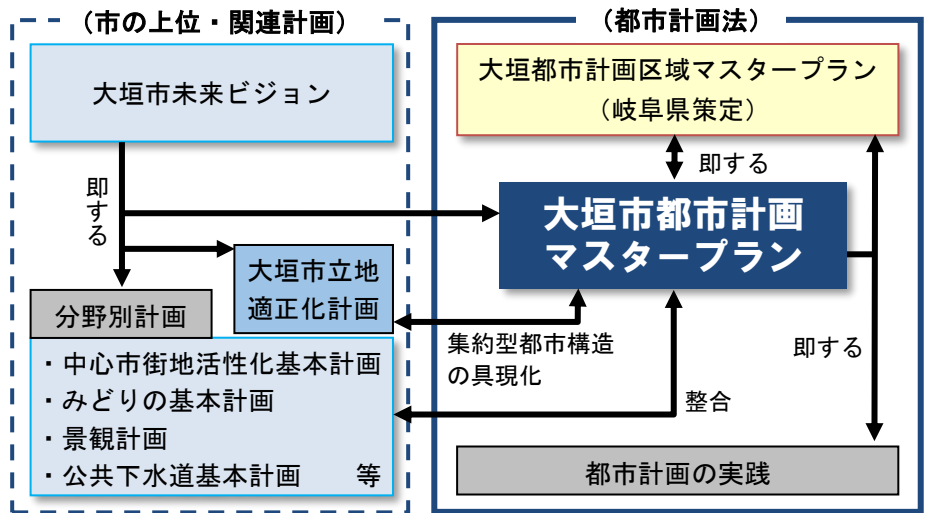 （市の上位・関連計画）
大垣市未来ビジョン
即する
大垣市立地
適正化計画
分野別計画
・中心市街地活性化基本計画
・みどりの基本計画
・景観計画
・公共下水道基本計画　等
（都市計画法）
大垣都市計画区域マスタープラン
（岐阜県策定）
即する
大垣市都市計画
マスタープラン
集約型都市構造
の具現化
整合
即する
都市計画の実践